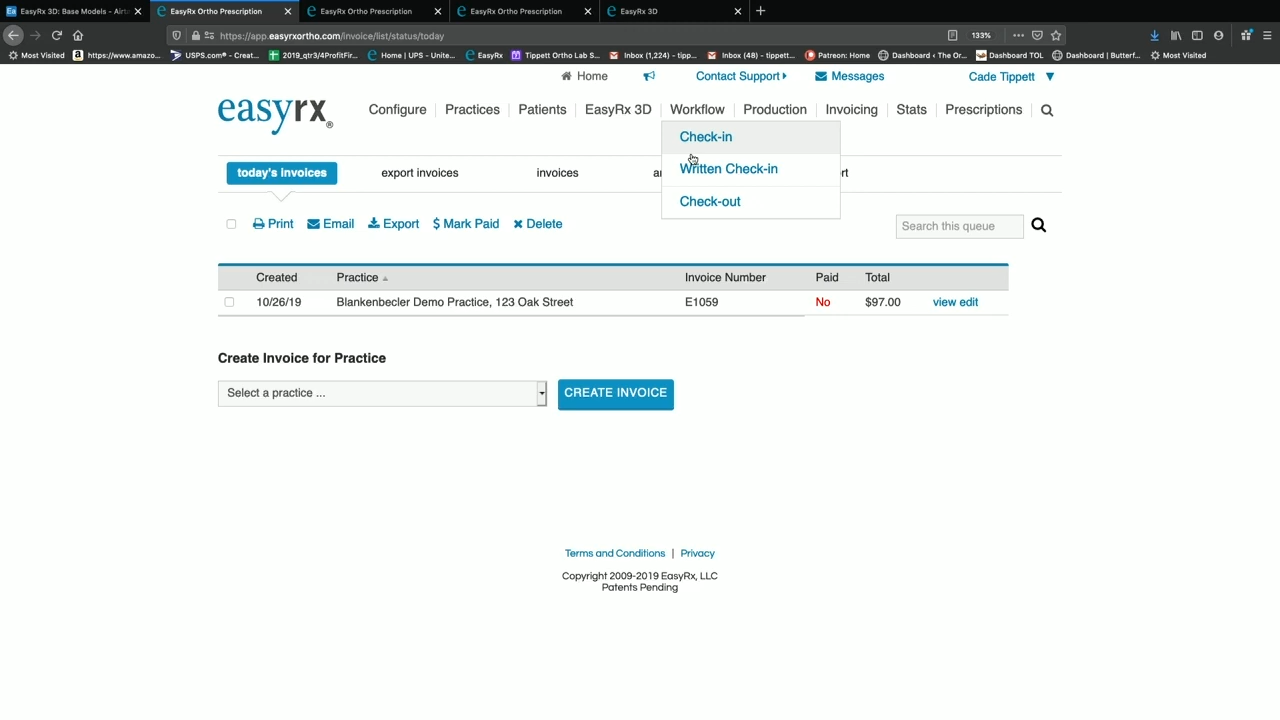 EasyRx 3D: Base Models - Airta
EasyRx Ortho Prescription
EasyRx Ortho Prescription
EasyRx Ortho Prescription
EasyRx 3D
https://app.easyrxortho.com/invoice/list/status/today
133%
Most Visited
https://www.amazo...
USPS.com® - Creat...
2019_qtr3/4ProfitFir...
Home | UPS - Unite...
EasyRx
Tippett Ortho Lab S...
Inbox (1,224) - tipp...
Inbox (48) - tippett...
Patreon: Home
Dashboard ‹ The Or...
Dashboard TOL
Dashboard | Butterf...
Most Visited
Home
Contact Support
Messages
Cade Tippett
easyrx®
Configure
Practices
Patients
EasyRx 3D
Workflow
Production
Invoicing
Stats
Prescriptions
Check-in
Written Check-in
Check-out
today's invoices
export invoices
invoices
ar
rt
Print
Email
Export
$ Mark Paid
Delete
Search this queue
Created
Practice
Invoice Number
Paid
Total
10/26/19
Blankenbecler Demo Practice, 123 Oak Street
E1059
No
$97.00
view edit
Create Invoice for Practice
Select a practice ...
CREATE INVOICE
Terms and Conditions | Privacy
Copyright 2009-2019 EasyRx, LLC
Patents Pending